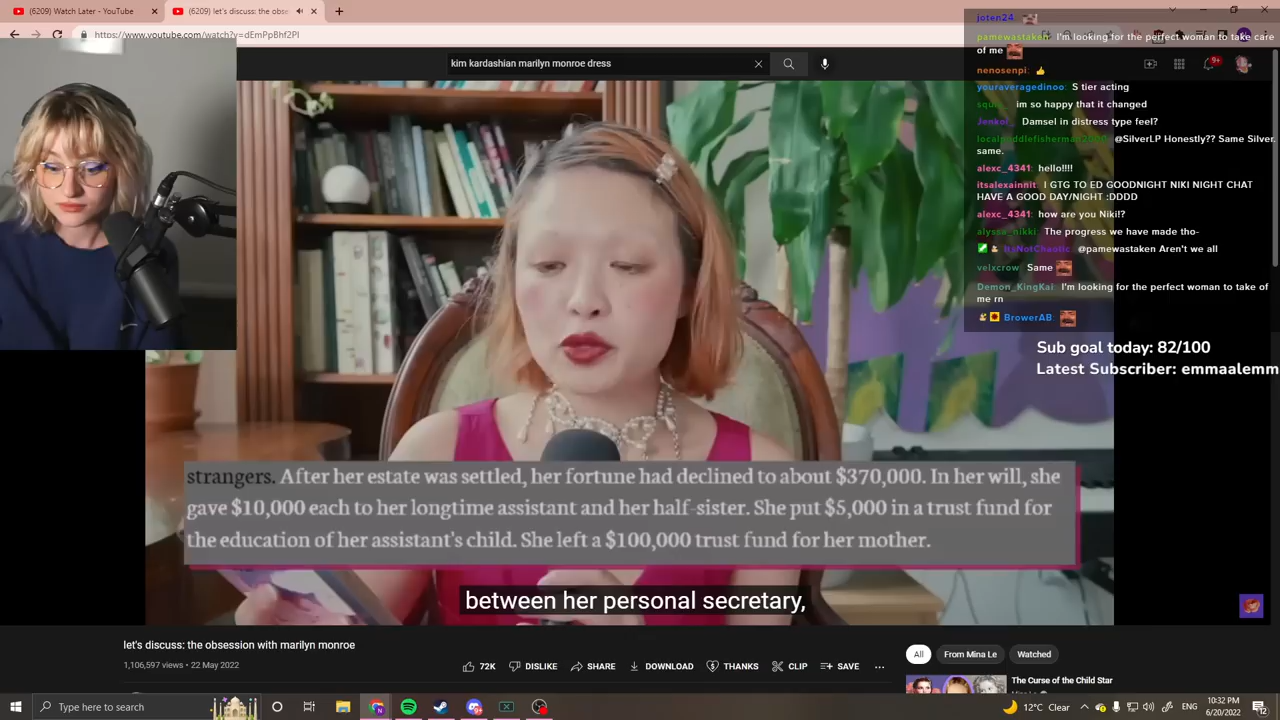 (6209) Watch Later - YouTube
(6209) let's discuss: the obse
https://www.youtube.com/watch?v=dEmPpBhf2PI
kim kardashian marilyn monroe dress
9+
joten24
pamewastaken: I'm looking for the perfect woman to take care
of me
nenosenpi:
youraveragedinoo: S tier acting
im so happy that it changed
Damsel in distress type feel?
@SilverLP Honestly?? Same Silver
same.
alexc_4341: hello!!!!
itsalexainnit: I GTG TO ED GOODNIGHT NIKI NIGHT CHAT
HAVE A GOOD DAY/NIGHT :DDDD
alexc_4341: how are you Niki!?
alyssa_nikki: The progress we have made tho-
ItsNotChaotic: @pamewastaken Aren't we all
velxcrow: Same
Demon_KingKai: I'm looking for the perfect woman to take of
me rn
BrowerAB:
Sub goal today: 82/100
Latest Subscriber: emmaalemm
strangers. After her estate was settled, her fortune had declined to about $370,000. In her will, she
gave $10,000 each to her longtime assistant and her half-sister. She put $5,000 in a trust fund for
the education of her assistant's child. She left a $100,000 trust fund for her mother.
between her personal secretary,
let's discuss: the obsession with marilyn monroe
1,106,597 views • 22 May 2022
72K DISLIKE SHARE DOWNLOAD THANKS CLIP SAVE ...
All From Mina Le Watched
The Curse of the Child Star
Type here to search
12°C Clear
10:32 PM
6/20/2022
12